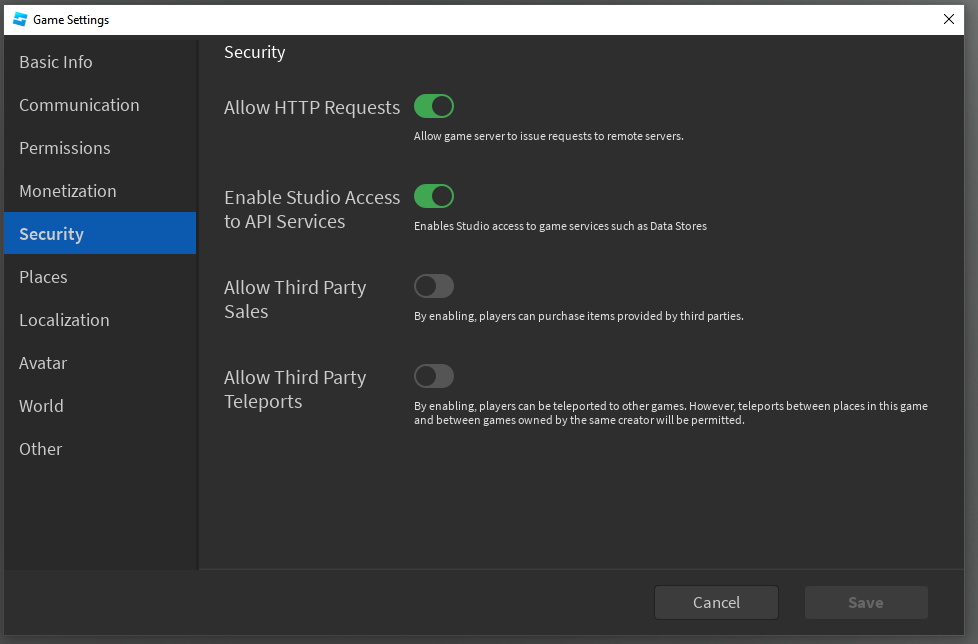 Game Settings
Basic Info
Communication
Permissions
Monetization
Security
Places
Localization
Avatar
World
Other
Security
Allow HTTP Requests
Allow game server to issue requests to remote servers.
Enable Studio Access
to API Services
Enables Studio access to game services such as Data Stores
Allow Third Party
Sales
By enabling, players can purchase items provided by third parties.
Allow Third Party
Teleports
By enabling, players can be teleported to other games. However, teleports between places in this game
and between games owned by the same creator will be permitted.
Cancel
Save